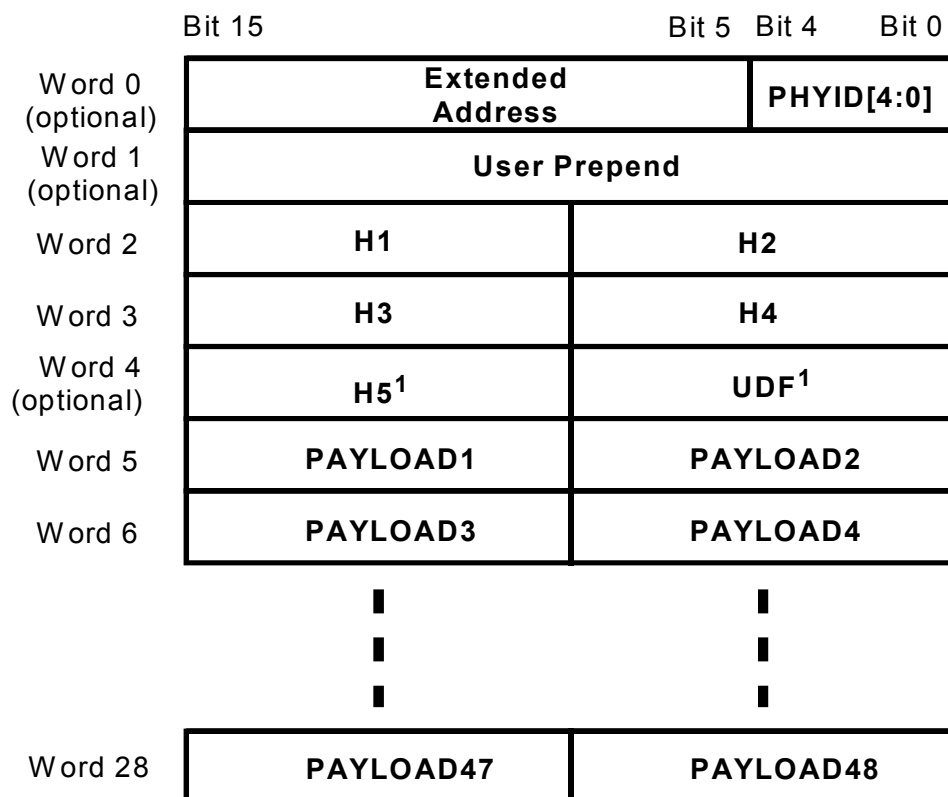 Bit 15 Bit 5 Bit 4 Bit 0
Word 0
(optional)
Extended
Address
PHYID[4:0]
Word 1
(optional)
User Prepend
Word 2 H1 H2
Word 3 H3 H4
Word 4
(optional)
H5¹ UDF¹
Word 5 PAYLOAD1 PAYLOAD2
Word 6 PAYLOAD3 PAYLOAD4
Word 28 PAYLOAD47 PAYLOAD48